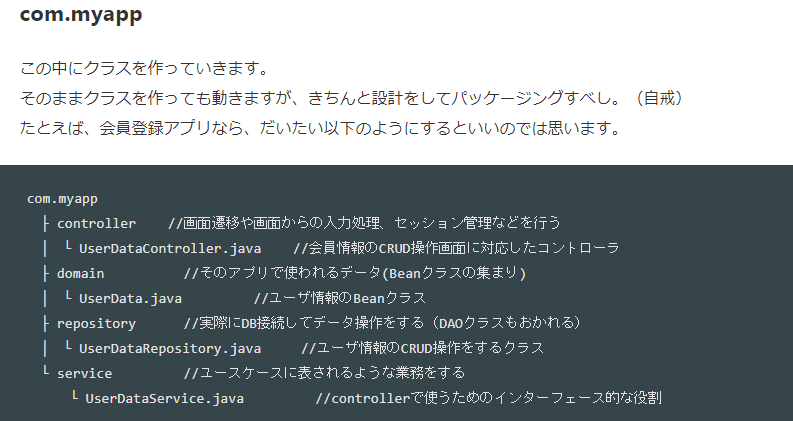 com.myapp
この中にクラスを作っていきます。
そのままクラスを作っても動きますが、きちんと設計をしてパッケージングすべし。（自戒）
たとえば、会員登録アプリなら、だいたい以下のようにするといいのでは思います。
com.myapp
├ controller //画面遷移や画面からの入力処理、セッション管理などを行う
│ └ UserDataController.java //会員情報のCRUD操作画面に対応したコントローラ
├ domain //そのアプリで使われるデータ(Beanクラスの集まり)
│ └ UserData.java //ユーザ情報のBeanクラス
├ repository //実際にDB接続してデータ操作をする（DAOクラスもおかれる）
│ └ UserDataRepository.java //ユーザ情報のCRUD操作をするクラス
└ service //ユースケースに表されるような業務をする
└ UserDataService.java //controllerで使うためのインターフェース的な役割